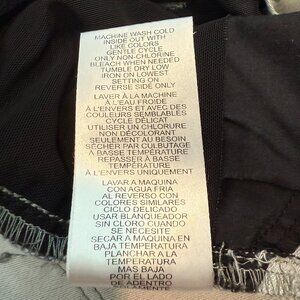 MACHINE WASH COLD
INSIDE OUT WITH
LIKE COLORS
GENTLE CYCLE
ONLY NON-CHLORINE
BLEACH WHEN NEEDED
TUMBLE DRY LOW
IRON ON LOWEST
SETTING ON
REVERSE SIDE ONLY
LAVER À LA MACHINE
À L'EAU FROIDE
À L'ENVERS ET AVEC DES
COULEURS SEMBLABLES
CYCLE DÉLICAT
UTILISER UN CHLORURE
NON DÉCOLORANT
SEULEMENT AU BESOIN
SÉCHER PAR CULBUTAGE
À BASSE TEMPÉRATURE
REPASSER À BASSE
TEMPÉRATURE
À L'ENVERS UNIQUEMENT
LAVAR A MAQUINA
CON AGUA FRIA
AL REVERSO CON
COLORES SIMILARES
CICLO DELICADO
USAR BLANQUEADOR
SIN CLORO CUANDO
SE NECESITE
SECAR A MAQUINA EN
BAJA TEMPERATURA
PLANCHAR A LA
TEMPERATURA
MAS BAJA
POR EL LADO
DE ADENTRO
SOLAMENTE